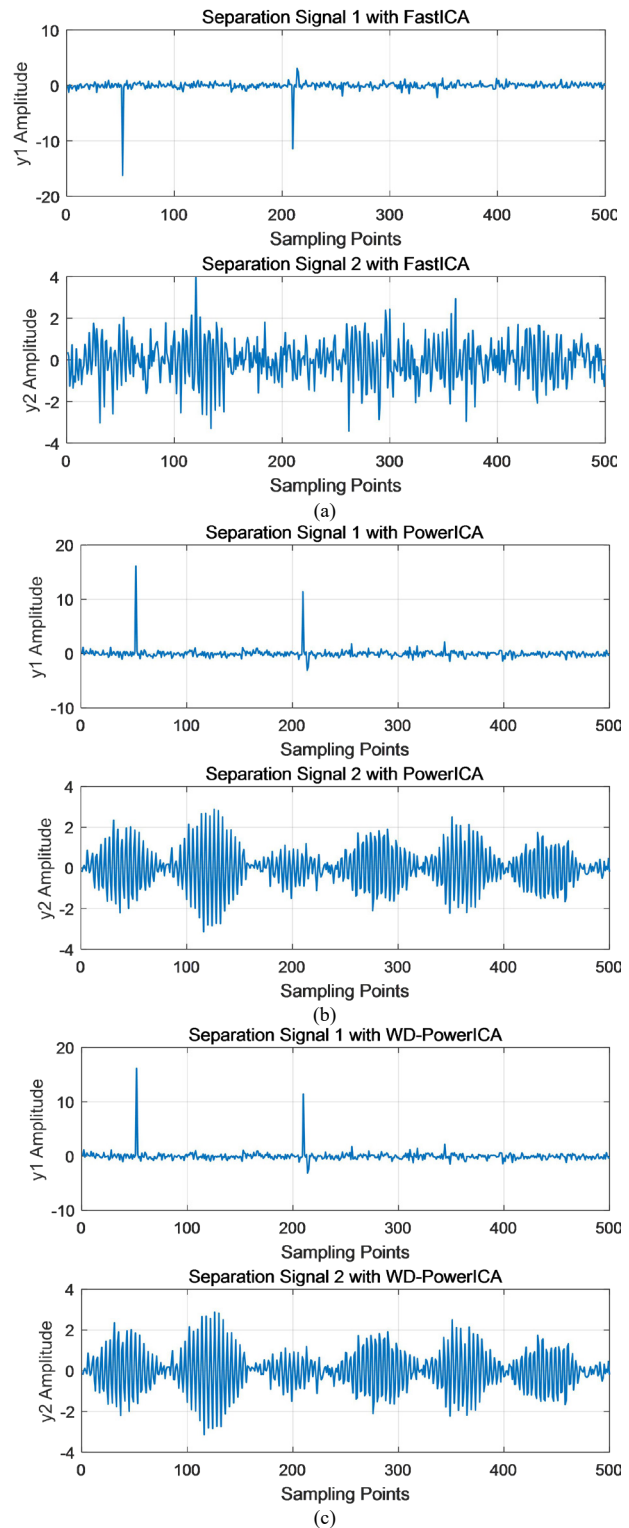 Separation Signal 1 with FastICA
10
0
-10
-20
y1 Amplitude
0 100 200 300 400 500
Sampling Points
Separation Signal 2 with FastICA
4
2
0
-2
-4
y2 Amplitude
0 100 200 300 400 500
Sampling Points
(a)
Separation Signal 1 with PowerICA
20
10
0
-10
y1 Amplitude
0 100 200 300 400 500
Sampling Points
Separation Signal 2 with PowerICA
4
2
0
-2
-4
y2 Amplitude
0 100 200 300 400 500
Sampling Points
(b)
Separation Signal 1 with WD-PowerICA
20
10
0
-10
y1 Amplitude
0 100 200 300 400 500
Sampling Points
Separation Signal 2 with WD-PowerICA
4
2
0
-2
-4
y2 Amplitude
0 100 200 300 400 500
Sampling Points
(c)